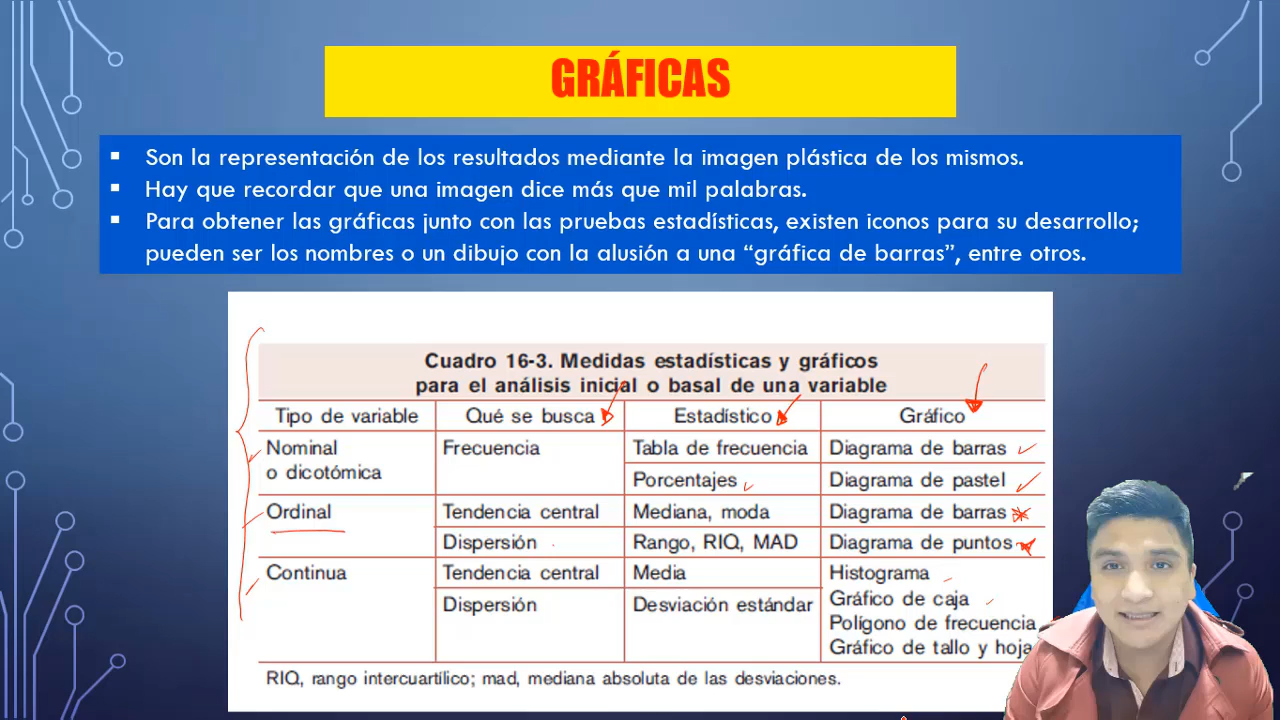 GRÁFICAS
Son la representación de los resultados mediante la imagen plástica de los mismos.
Hay que recordar que una imagen dice más que mil palabras.
Para obtener las gráficas junto con las pruebas estadísticas, existen iconos para su desarrollo;
pueden ser los nombres o un dibujo con la alusión a una “gráfica de barras”, entre otros.
Cuadro 16-3. Medidas estadísticas y gráficos
para el análisis inicial o basal de una variable
Tipo de variable Qué se busca Estadístico Gráfico
Nominal Frecuencia Tabla de frecuencia Diagrama de barras
o dicotómica
Porcentajes Diagrama de pastel
Ordinal Tendencia central Mediana, moda Diagrama de barras
Dispersión Rango, RIQ, MAD Diagrama de puntos
Continua Tendencia central Media Histograma
Dispersión Desviación estándar Gráfico de caja
Polígono de frecuencia
Gráfico de tallo y hoja
RIQ, rango intercuartílico; mad, mediana absoluta de las desviaciones.